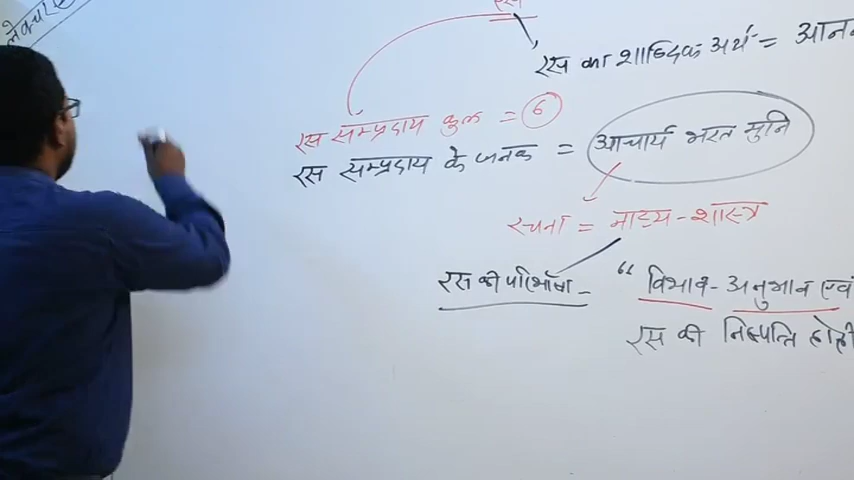 लेक्चर
रस
रस का शाब्दिक अर्थ = आनन
रस सम्प्रदाय कुल = 6
रस सम्प्रदाय के जनक = आचार्य भरत मुनि
रचना = नाट्य-शास्त्र
रस की परिभाषा - “ विभाव - अनुभाव एवं
रस की निष्पत्ति होती